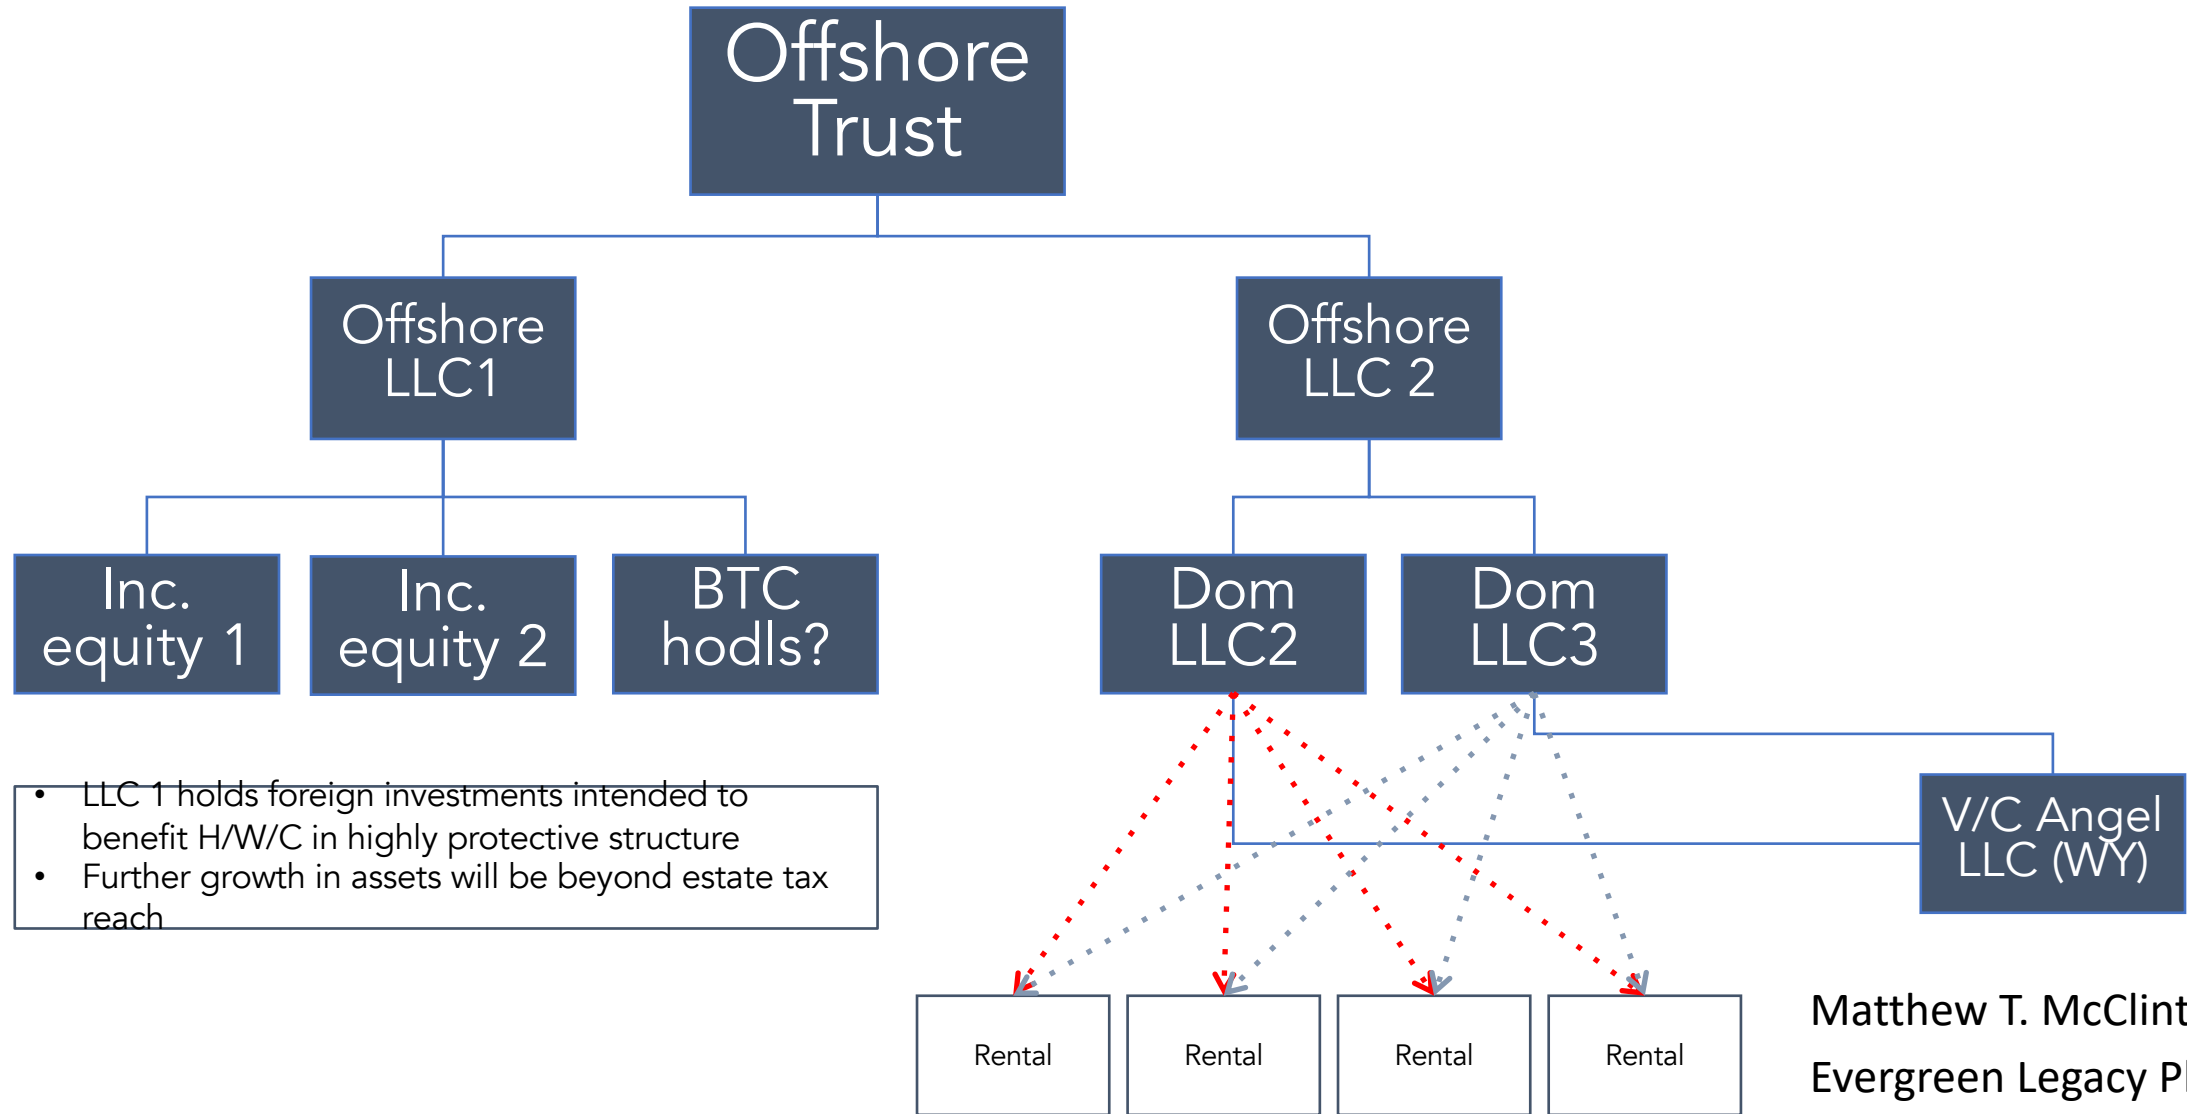 Offshore
Trust
Offshore
LLC1
Offshore
LLC 2
Inc.
equity 1
Inc.
equity 2
BTC
hodls?
Dom
LLC2
Dom
LLC3
• LLC 1 holds foreign investments intended to
benefit H/W/C in highly protective structure
• Further growth in assets will be beyond estate tax
reach
V/C Angel
LLC (WY)
Rental
Rental
Rental
Rental
Matthew T. McClint
Evergreen Legacy Pl